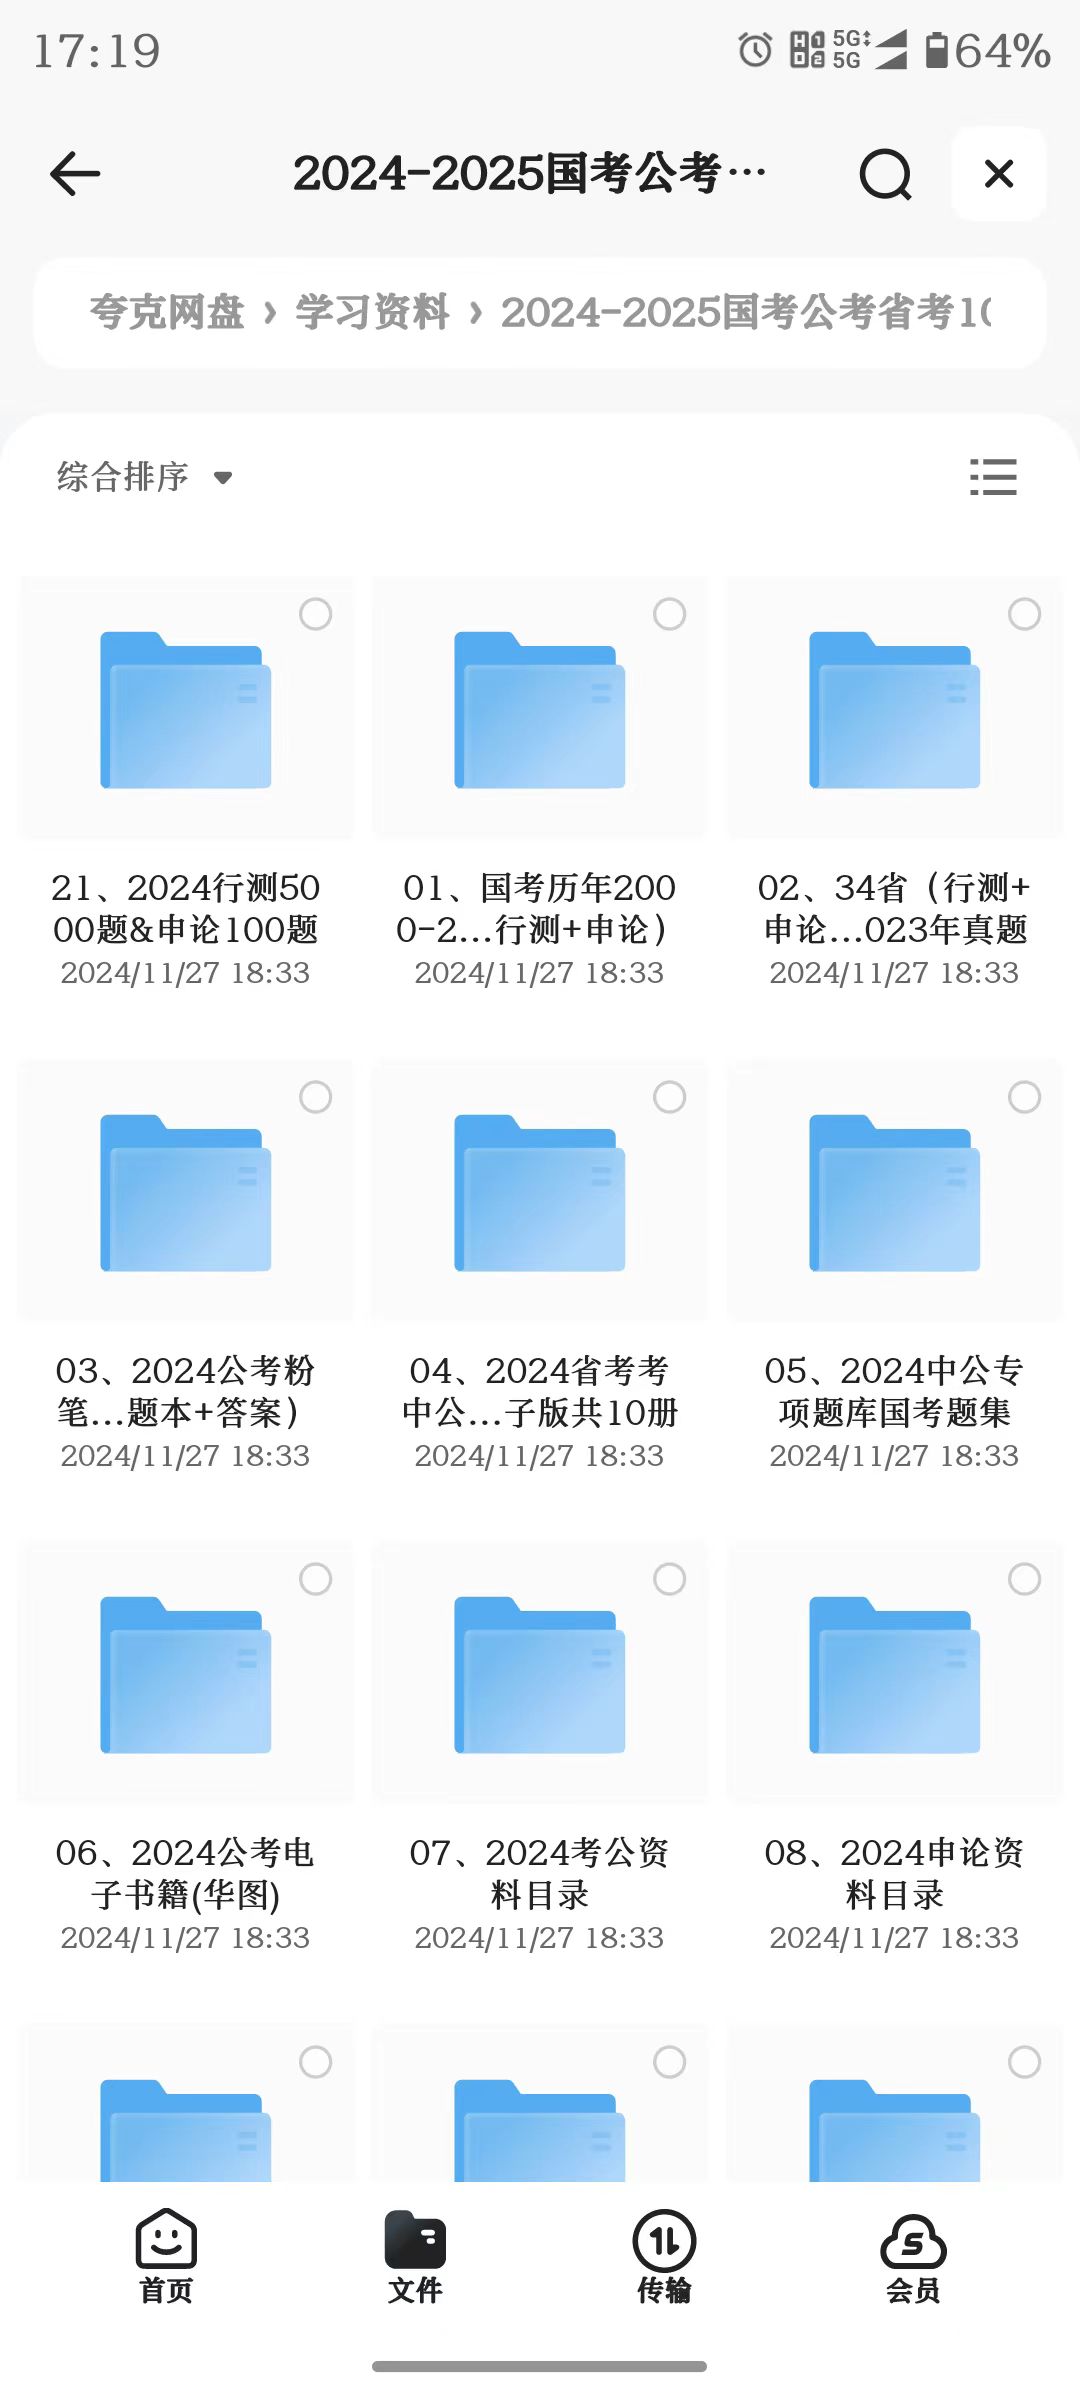 17:19
5G
5G
64%
2024-2025国考公考…
夸克网盘 › 学习资料 › 2024-2025国考公考省考10
综合排序
21、2024行测50
00题&申论100题
2024/11/27 18:33
01、国考历年200
0-2...行测+申论）
2024/11/27 18:33
02、34省（行测+
申论...023年真题
2024/11/27 18:33
03、2024公考粉
笔...题本+答案）
2024/11/27 18:33
04、2024省考考
中公...子版共10册
2024/11/27 18:33
05、2024中公专
项题库国考题集
2024/11/27 18:33
06、2024公考电
子书籍(华图)
2024/11/27 18:33
07、2024考公资
料目录
2024/11/27 18:33
08、2024申论资
料目录
2024/11/27 18:33
首页
文件
传输
会员